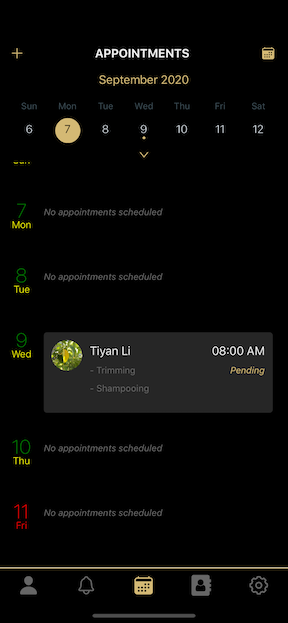 + APPOINTMENTS
September 2020
Sun Mon Tue Wed Thu Fri Sat
6 7 8 9 10 11 12
Sun
7 No appointments scheduled
Mon
8 No appointments scheduled
Tue
9
Wed
Tiyan Li 08:00 AM
- Trimming Pending
- Shampooing
10 No appointments scheduled
Thu
11 No appointments scheduled
Fri